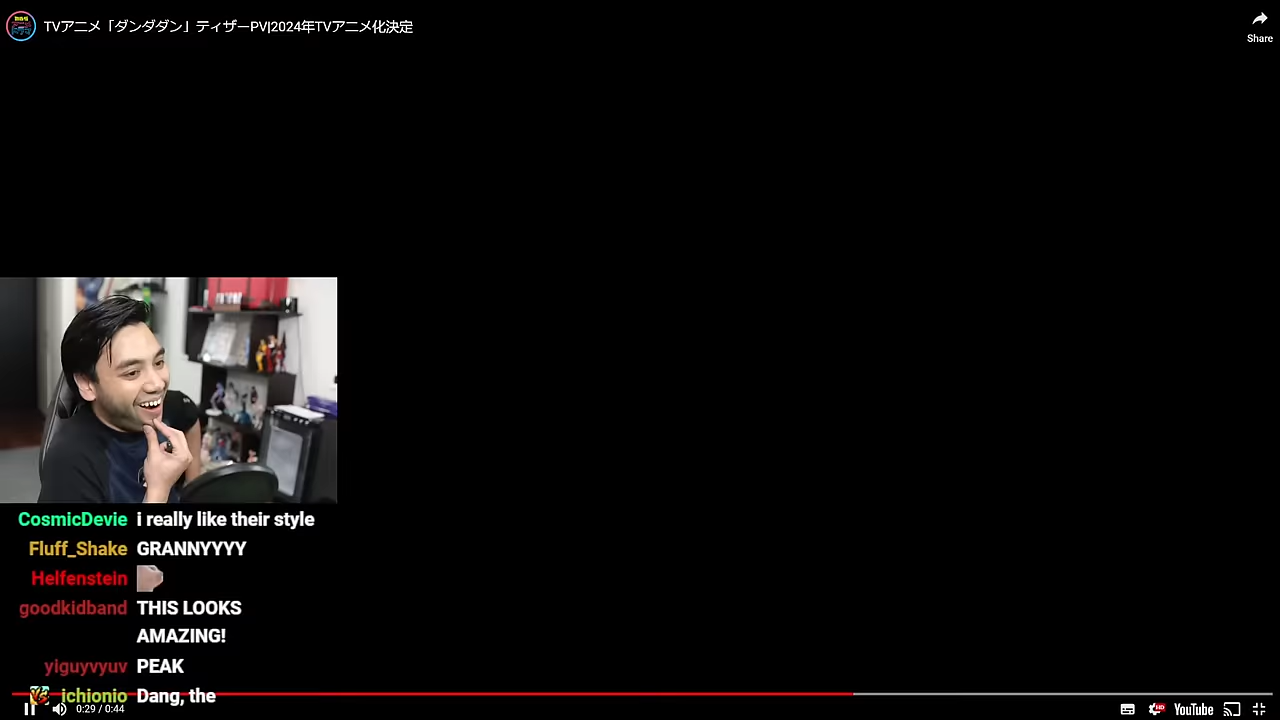 TVアニメ「ダンダダン」ティザーPV|2024年TVアニメ化決定
Share
CosmicDevie i really like their style
Fluff_Shake GRANNYYYY
Helfenstein
goodkidband THIS LOOKS
AMAZING!
yiguyvyuv PEAK
ichionio Dang, the
0:29 / 0:44
HD
YouTube